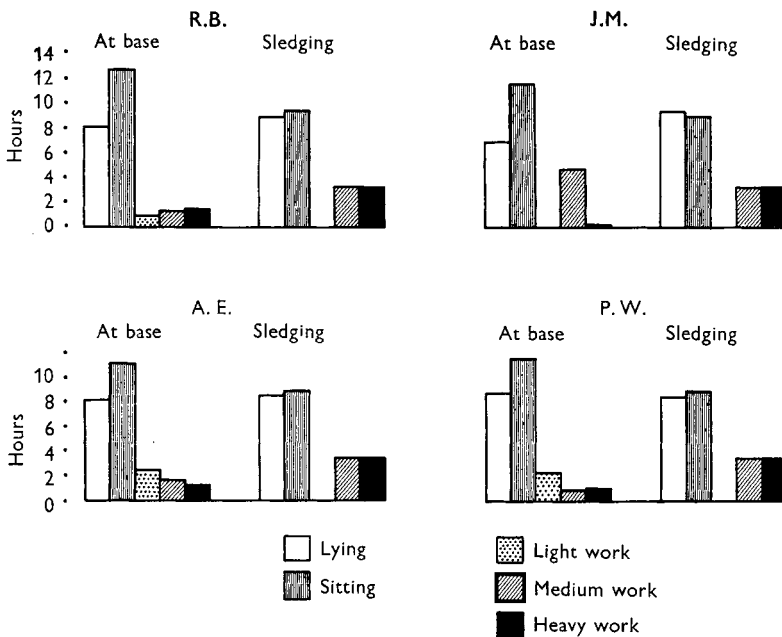 R.B.
At base
Sledging
Hours
14
12
10
8
6
4
2
0
J.M.
At base
Sledging
A. E.
At base
Sledging
Hours
10
8
6
4
2
0
P. W.
At base
Sledging
Lying
Sitting
Light work
Medium work
Heavy work